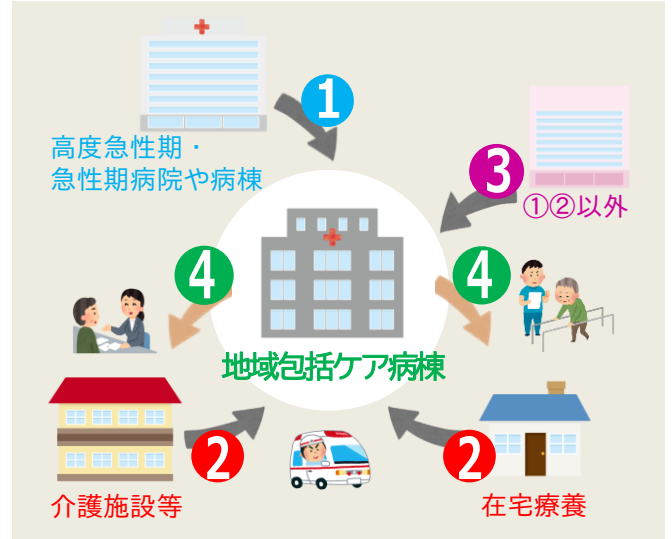 1
高度急性期・
急性期病院や病棟
3
①②以外
4
4
地域包括ケア病棟
2
2
介護施設等
在宅療養